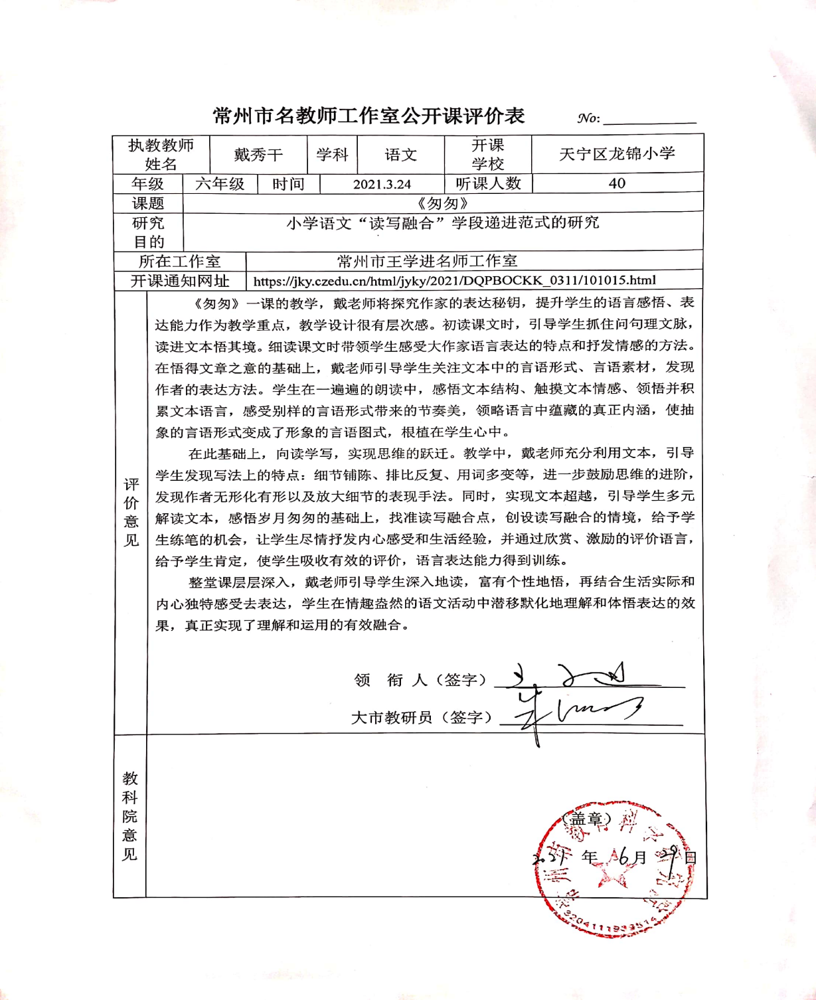 常州市名教师工作室公开课评价表 No:
执教教师姓名 戴秀干 学科 语文 开课学校 天宁区龙锦小学
年级 六年级 时间 2021.3.24 听课人数 40
课题 《匆匆》
研究目的 小学语文“读写融合”学段递进范式的研究
所在工作室 常州市王学进名师工作室
开课通知网址 https://jky.czedu.cn/html/jyky/2021/DQPBOCKK_0311/101015.html
评价意见
《匆匆》一课的教学，戴老师将探究作家的表达秘钥，提升学生的语言感悟、表
达能力作为教学重点，教学设计很有层次感。初读课文时，引导学生抓住问句理文脉，
读进文本悟其境。细读课文时带领学生感受大作家语言表达的特点和抒发情感的方法。
在悟得文章之意的基础上，戴老师引导学生关注文本中的言语形式、言语素材，发现
作者的表达方法。学生在一遍遍的朗读中，感悟文本结构、触摸文本情感、领悟并积
累文本语言，感受别样的言语形式带来的节奏美，领略语言中蕴藏的真正内涵，使抽
象的言语形式变成了形象的言语图式，根植在学生心中。
在此基础上，向读学写，实现思维的跃迁。教学中，戴老师充分利用文本，引导
学生发现写法上的特点：细节铺陈、排比反复、用词多变等，进一步鼓励思维的进阶，
发现作者无形化有形以及放大细节的表现手法。同时，实现文本超越，引导学生多元
解读文本，感悟岁月匆匆的基础上，找准读写融合点，创设读写融合的情境，给予学
生练笔的机会，让学生尽情抒发内心感受和生活经验，并通过欣赏、激励的评价语言，
给予学生肯定，使学生吸收有效的评价，语言表达能力得到训练。
整堂课层层深入，戴老师引导学生深入地读，富有个性地悟，再结合生活实际和
内心独特感受去表达，学生在情趣盎然的语文活动中潜移默化地理解和体悟表达的效
果，真正实现了理解和运用的有效融合。
领 衔 人（签字）
大市教研员（签字）
教科院意见
（盖章）
2021 年 6 月 29 日
常州市教育科学研究院